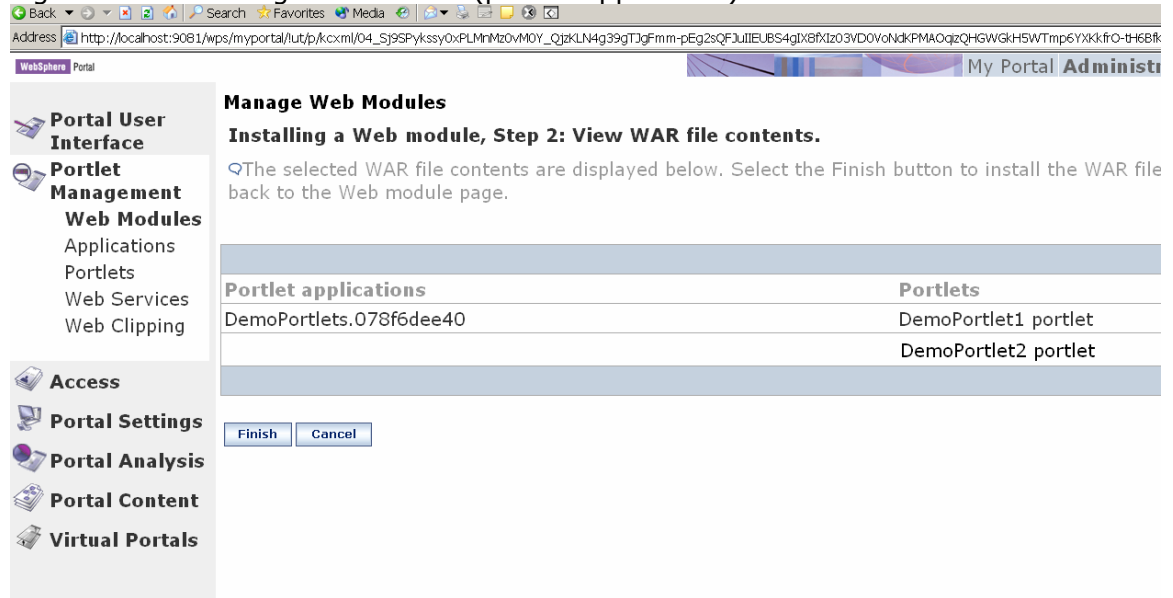 Back Search Favorites Media
Address http://localhost:9081/wps/myportal/!ut/p/kcxml/
WebSphere Portal
My Portal Administr
Portal User
Interface
Portlet
Management
Web Modules
Applications
Portlets
Web Services
Web Clipping
Access
Portal Settings
Portal Analysis
Portal Content
Virtual Portals
Manage Web Modules
Installing a Web module, Step 2: View WAR file contents.
The selected WAR file contents are displayed below. Select the Finish button to install the WAR file
back to the Web module page.
Portlet applications Portlets
DemoPortlets.078f6dee40 DemoPortlet1 portlet
DemoPortlet2 portlet
Finish Cancel